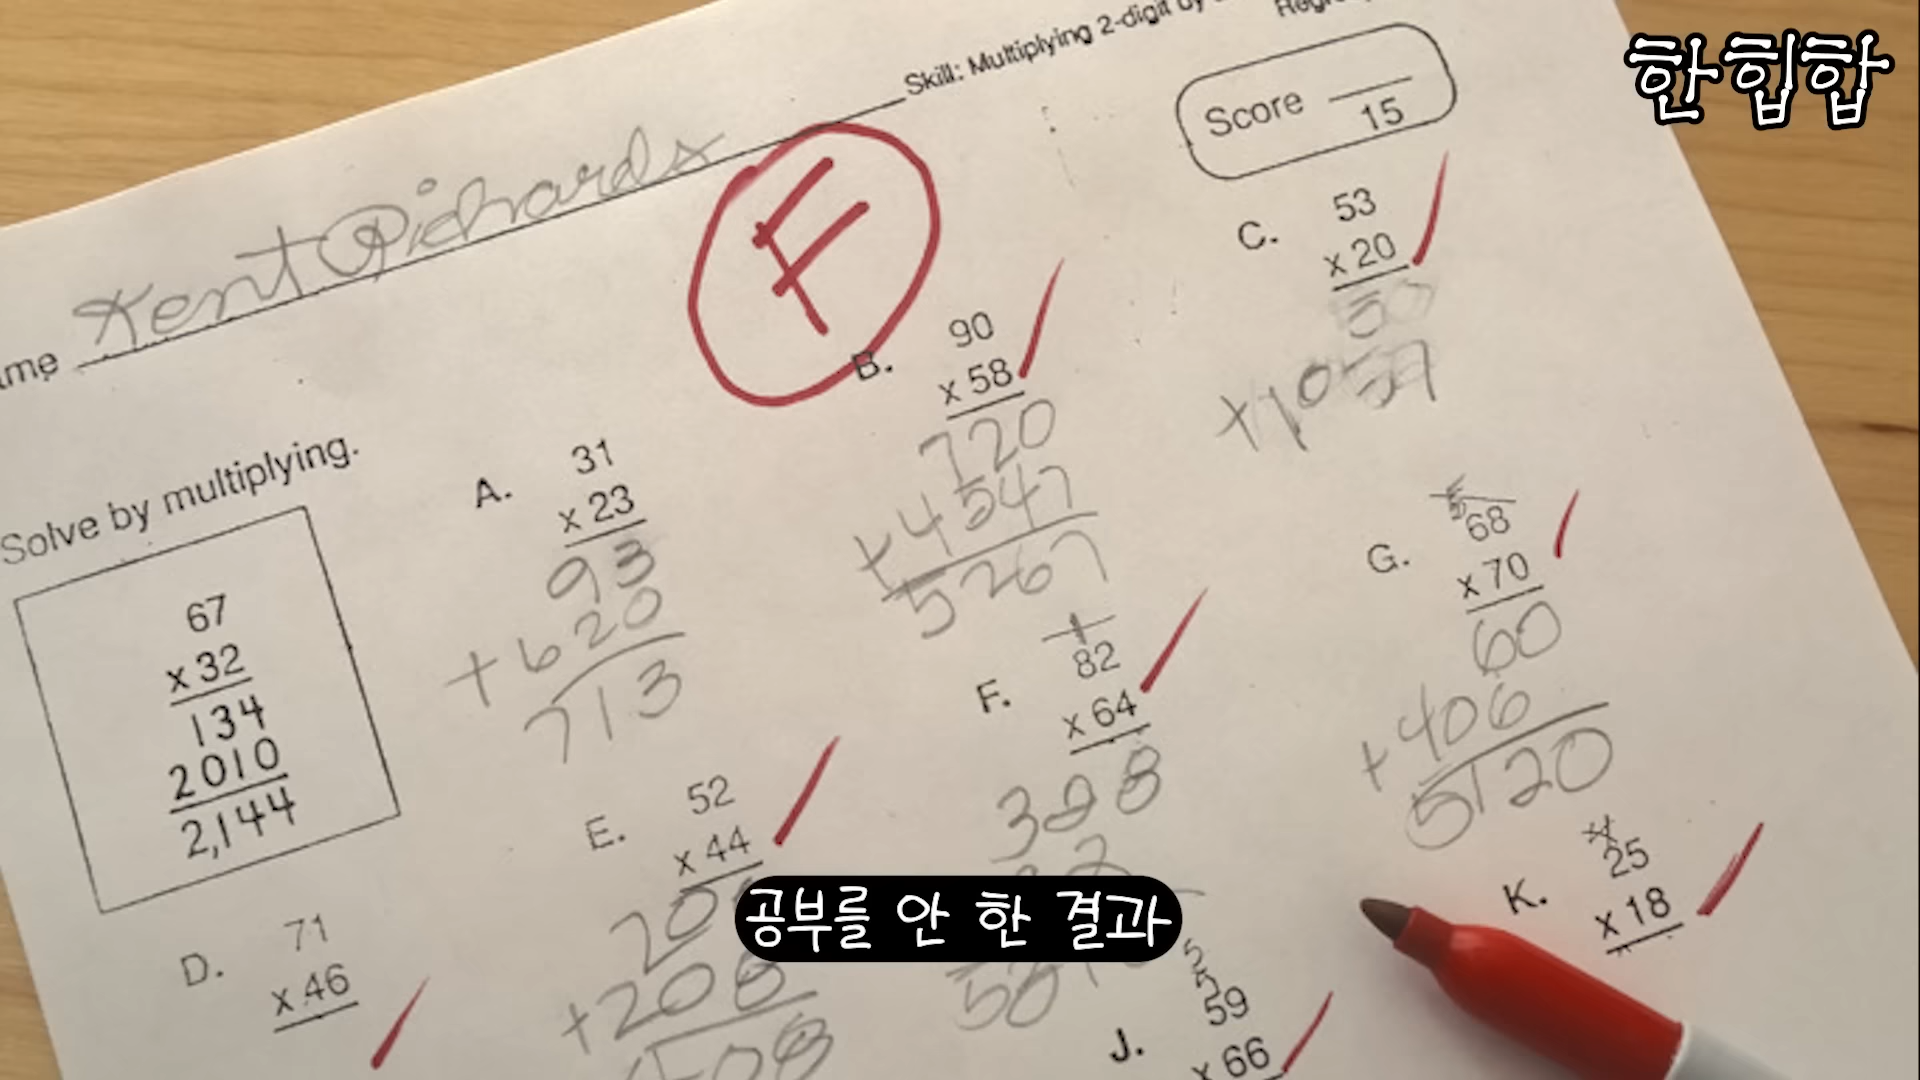 한힙합
Skill: Multiplying 2-digit by
Score
15
Kent Richards
Solve by multiplying.
67
x 32
134
2010
2,144
F
A. 31
x 23
93
+ 620
713
B. 90
x 58
720
+ 4547
5267
C. 53
x 20
D. 71
x 46
E. 52
x 44
+ 208
F. 82
x 64
G. 68
x 70
60
+ 406
5120
J. 59
x 66
K. 25
x 18
공부를 안 한 결과